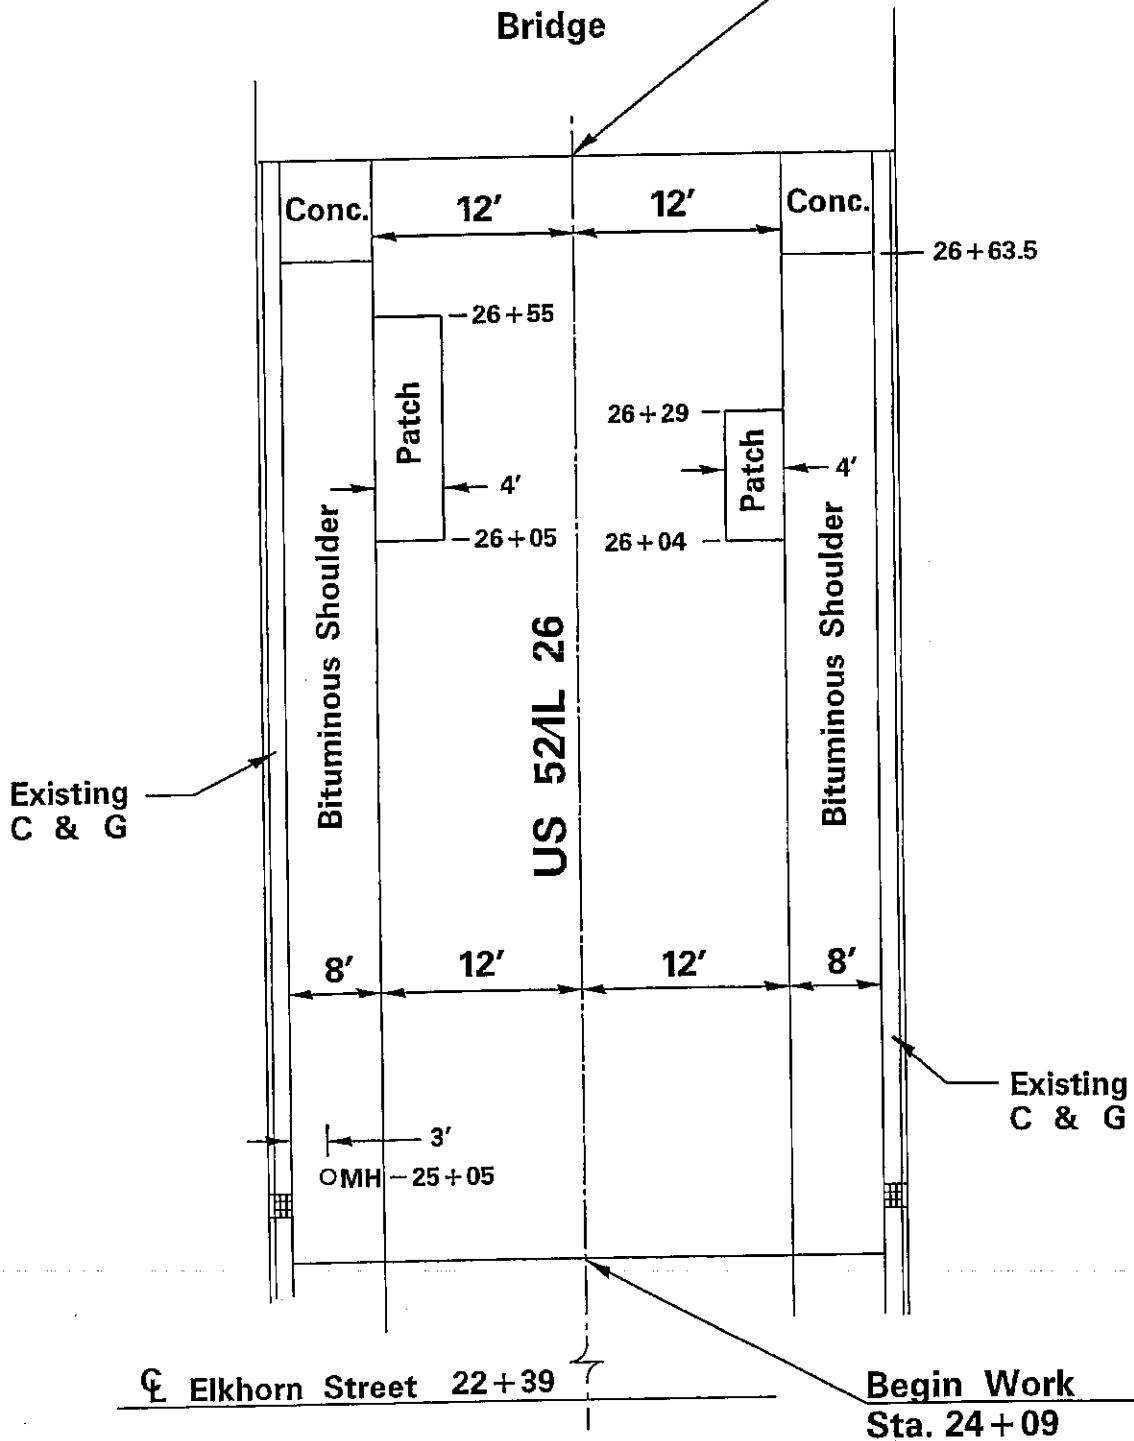 Bridge
Conc.
12'
12'
Conc.
26+63.5
26+55
Patch
26+29
Patch
4'
4'
26+05
26+04
Bituminous Shoulder
Bituminous Shoulder
US 52/IL 26
Existing
C & G
8'
12'
12'
8'
Existing
C & G
3'
MH
25+05
℄ Elkhorn Street 22+39
Begin Work
Sta. 24+09